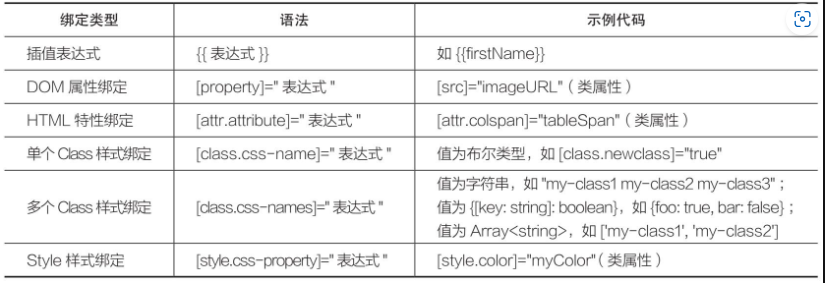 绑定类型 语法 示例代码
插值表达式 {{ 表达式 }} 如 {{firstName}}
DOM 属性绑定 [property]=" 表达式 " [src]="imageURL"（类属性）
HTML 特性绑定 [attr.attribute]=" 表达式 " [attr.colspan]="tableSpan"（类属性）
单个 Class 样式绑定 [class.css-name]=" 表达式 " 值为布尔类型，如 [class.newclass]="true"
多个 Class 样式绑定 [class.css-names]=" 表达式 " 值为字符串，如 "my-class1 my-class2 my-class3"；
值为 {[key: string]: boolean}，如 {foo: true, bar: false}；
值为 Array<string>，如 ['my-class1', 'my-class2']
Style 样式绑定 [style.css-property]=" 表达式 " [style.color]="myColor"（类属性）